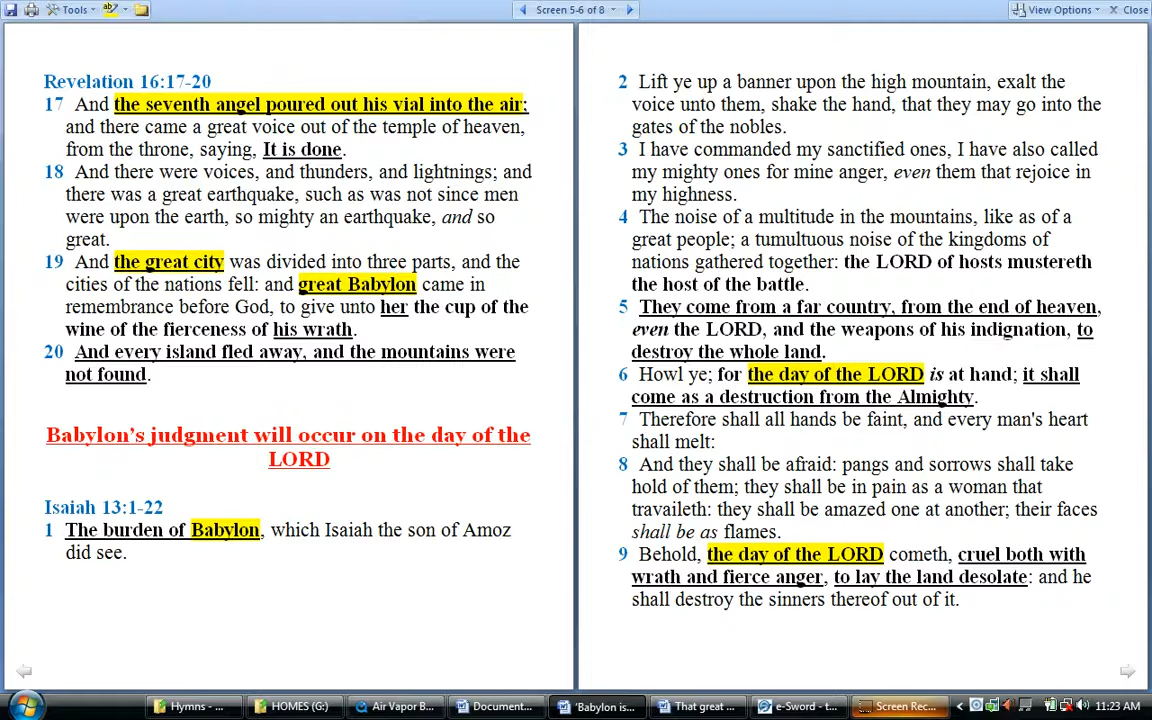 Tools
Screen 5-6 of 8
View Options
Close
Revelation 16:17-20
17 And the seventh angel poured out his vial into the air;
and there came a great voice out of the temple of heaven,
from the throne, saying, It is done.
18 And there were voices, and thunders, and lightnings; and
there was a great earthquake, such as was not since men
were upon the earth, so mighty an earthquake, and so
great.
19 And the great city was divided into three parts, and the
cities of the nations fell: and great Babylon came in
remembrance before God, to give unto her the cup of the
wine of the fierceness of his wrath.
20 And every island fled away, and the mountains were
not found.
Babylon's judgment will occur on the day of the
LORD
Isaiah 13:1-22
1 The burden of Babylon, which Isaiah the son of Amoz
did see.
2 Lift ye up a banner upon the high mountain, exalt the
voice unto them, shake the hand, that they may go into the
gates of the nobles.
3 I have commanded my sanctified ones, I have also called
my mighty ones for mine anger, even them that rejoice in
my highness.
4 The noise of a multitude in the mountains, like as of a
great people; a tumultuous noise of the kingdoms of
nations gathered together: the LORD of hosts mustereth
the host of the battle.
5 They come from a far country, from the end of heaven,
even the LORD, and the weapons of his indignation, to
destroy the whole land.
6 Howl ye; for the day of the LORD is at hand; it shall
come as a destruction from the Almighty.
7 Therefore shall all hands be faint, and every man's heart
shall melt:
8 And they shall be afraid: pangs and sorrows shall take
hold of them; they shall be in pain as a woman that
travaileth: they shall be amazed one at another; their faces
shall be as flames.
9 Behold, the day of the LORD cometh, cruel both with
wrath and fierce anger, to lay the land desolate: and he
shall destroy the sinners thereof out of it.
Hymns - ...
HOMES (G:)
Air Vapor B...
Document...
'Babylon is...
That great ...
e-Sword - t...
Screen Rec...
11:23 AM